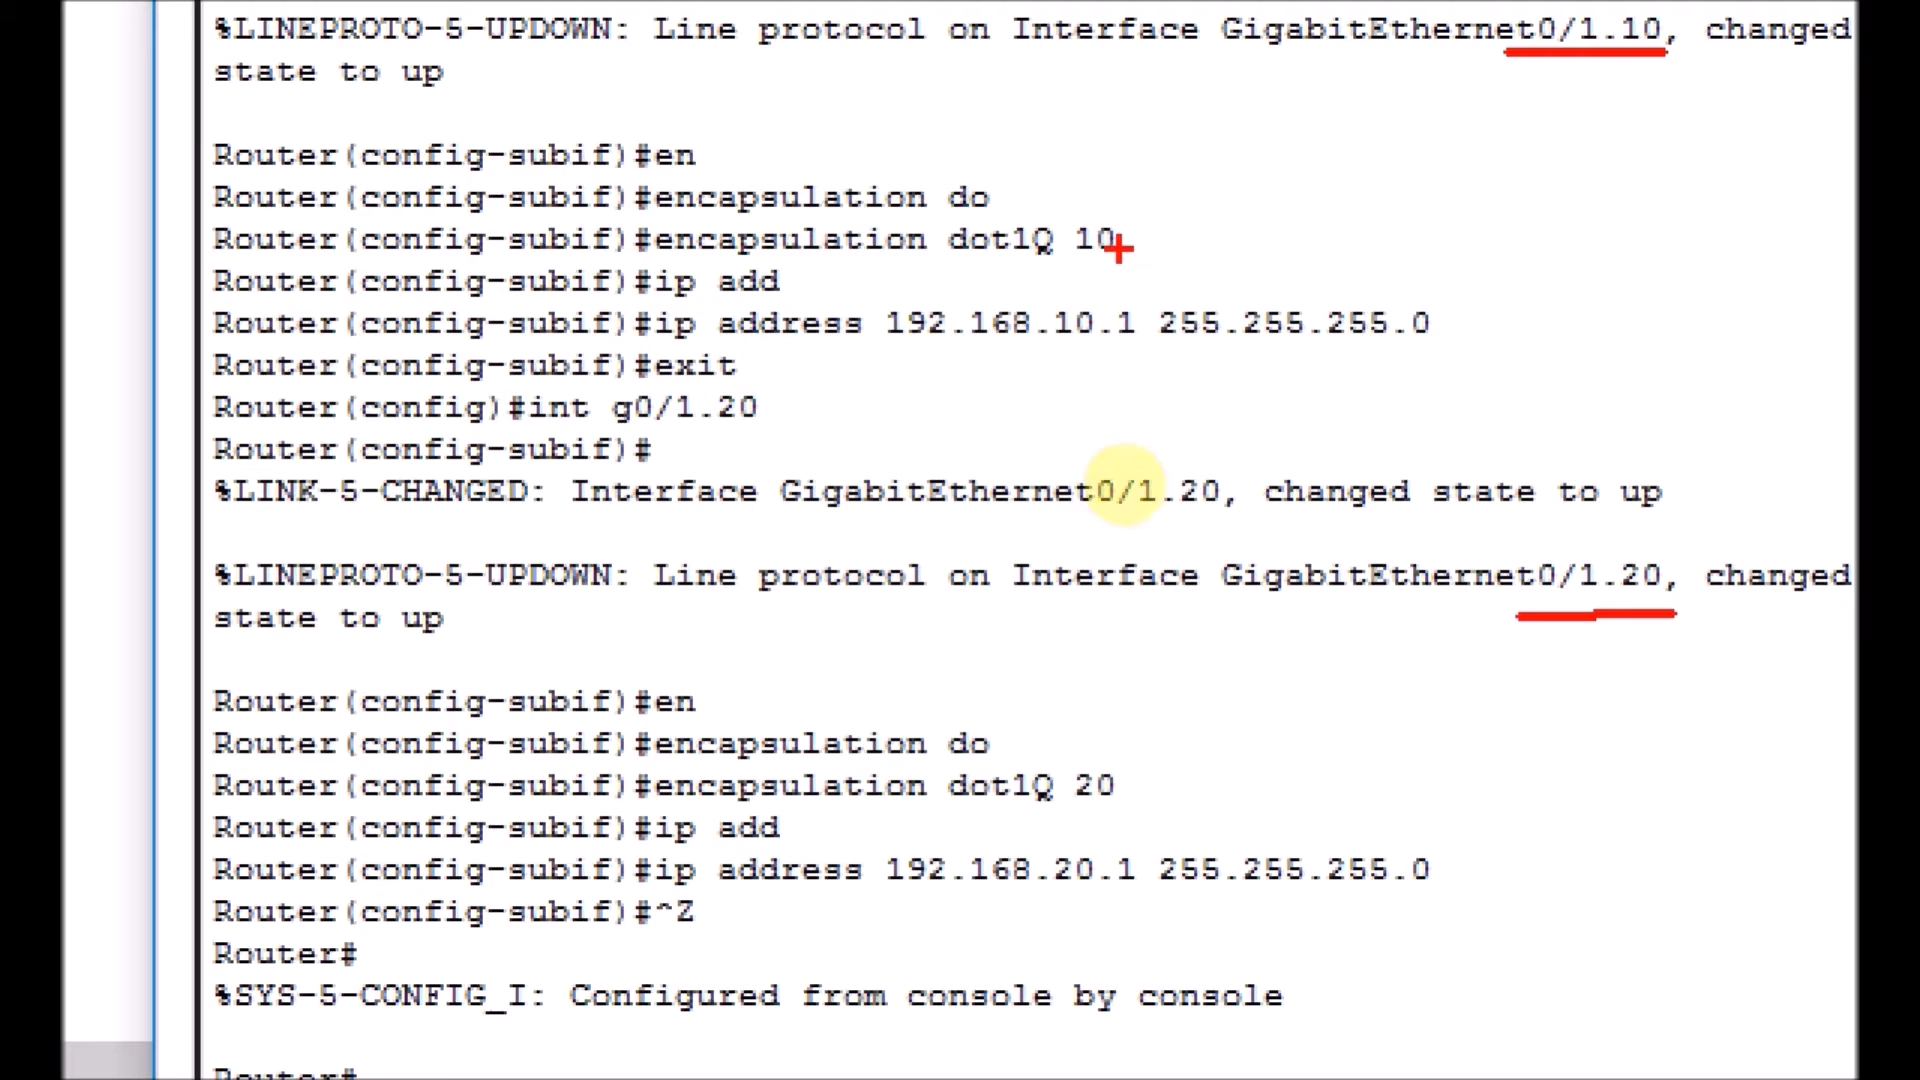 %LINEPROTO-5-UPDOWN: Line protocol on Interface GigabitEthernet0/1.10, changed
state to up
Router(config-subif)#en
Router(config-subif)#encapsulation do
Router(config-subif)#encapsulation dot1Q 10
Router(config-subif)#ip add
Router(config-subif)#ip address 192.168.10.1 255.255.255.0
Router(config-subif)#exit
Router(config)#int g0/1.20
Router(config-subif)#
%LINK-5-CHANGED: Interface GigabitEthernet0/1.20, changed state to up
%LINEPROTO-5-UPDOWN: Line protocol on Interface GigabitEthernet0/1.20, changed
state to up
Router(config-subif)#en
Router(config-subif)#encapsulation do
Router(config-subif)#encapsulation dot1Q 20
Router(config-subif)#ip add
Router(config-subif)#ip address 192.168.20.1 255.255.255.0
Router(config-subif)#^Z
Router#
%SYS-5-CONFIG_I: Configured from console by console
Router#